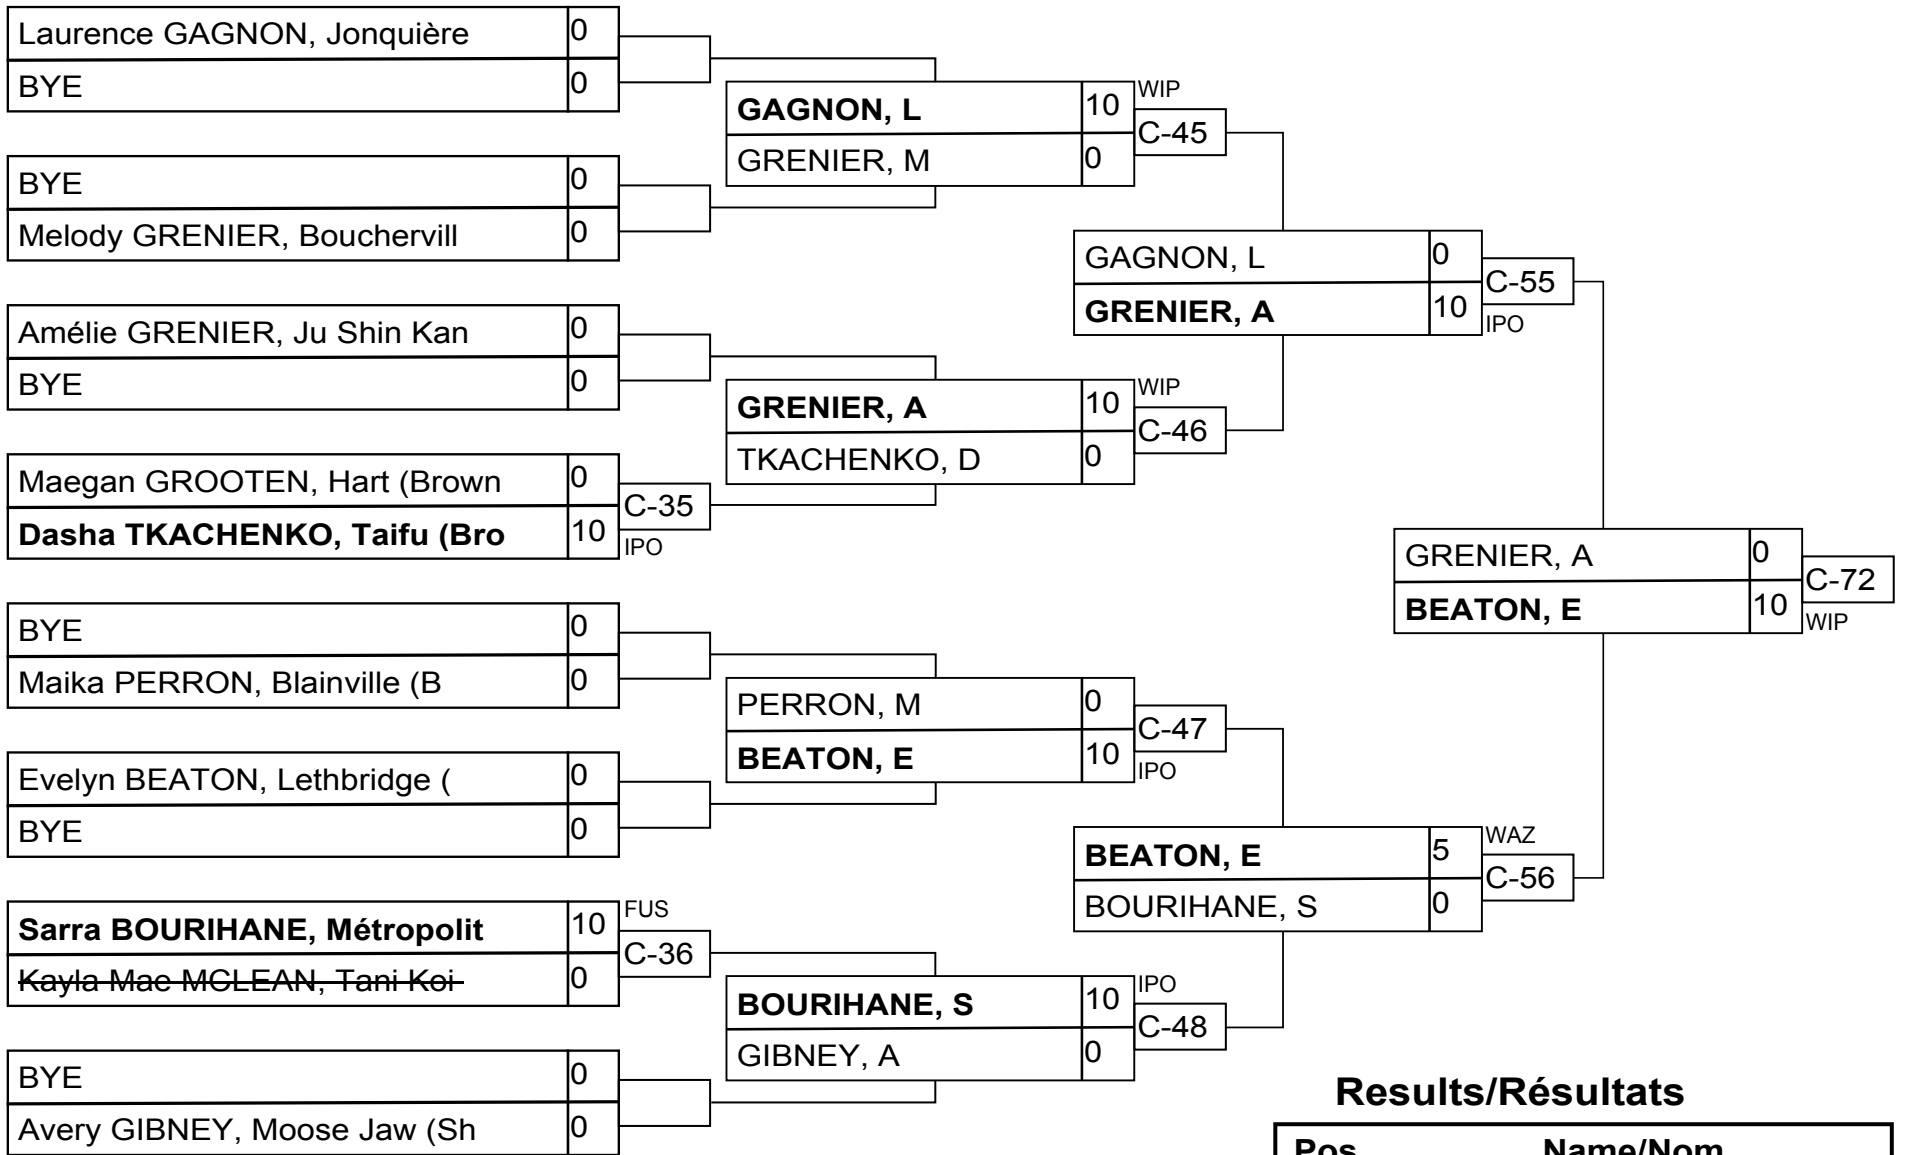 Laurence GAGNON, Jonquière 0
BYE 0
BYE 0
Melody GRENIER, Bouchervill 0
Amélie GRENIER, Ju Shin Kan 0
BYE 0
Maegan GROOTEN, Hart (Brown 0
Dasha TKACHENKO, Taifu (Bro 10
C-35
IPO
BYE 0
Maika PERRON, Blainville (B 0
Evelyn BEATON, Lethbridge ( 0
BYE 0
Sarra BOURIHANE, Métropolit 10
Kayla Mae MCLEAN, Tani Koi 0
FUS
C-36
BYE 0
Avery GIBNEY, Moose Jaw (Sh 0
GAGNON, L 10
GRENIER, M 0
WIP
C-45
GRENIER, A 10
TKACHENKO, D 0
WIP
C-46
PERRON, M 0
BEATON, E 10
C-47
IPO
BOURIHANE, S 10
GIBNEY, A 0
IPO
C-48
GAGNON, L 0
GRENIER, A 10
C-55
IPO
BEATON, E 5
BOURIHANE, S 0
WAZ
C-56
GRENIER, A 0
BEATON, E 10
C-72
WIP
Results/Résultats
Pos Name/Nom